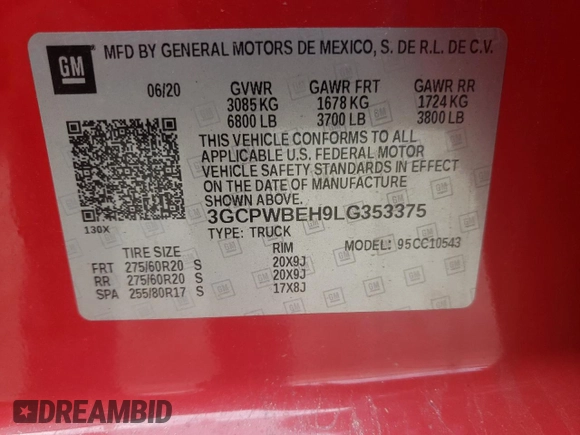 GM MFD BY GENERAL MOTORS DE MEXICO, S. DE R.L. DE C.V.
06/20 GVWR GAWR FRT GAWR RR
3085 KG 1678 KG 1724 KG
6800 LB 3700 LB 3800 LB
THIS VEHICLE CONFORMS TO ALL
APPLICABLE U.S. FEDERAL MOTOR
VEHICLE SAFETY STANDARDS IN EFFECT
ON THE DATE OF MANUFACTURE
SHOWN ABOVE.
130X 3GCPWBEH9LG353375
TYPE: TRUCK MODEL: 95CC10543
TIRE SIZE RIM
FRT 275/60R20 S 20X9J
RR 275/60R20 S 20X9J
SPA 255/80R17 S 17X8J
DREAMBID